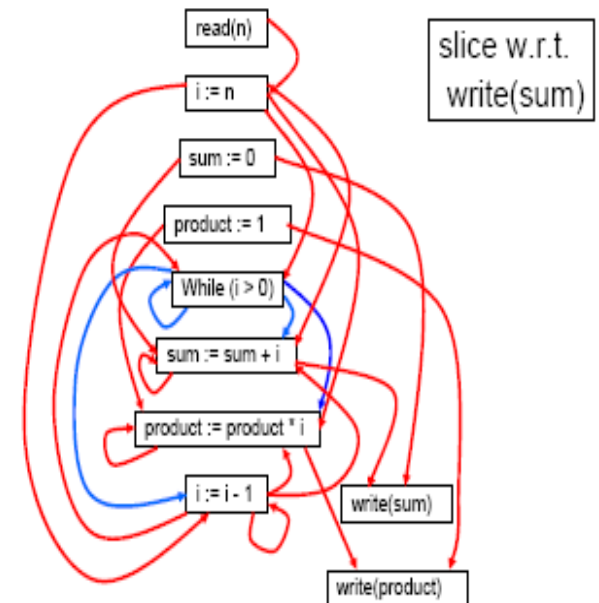 read(n)
slice w.r.t.
write(sum)
i := n
sum := 0
product := 1
While (i > 0)
sum := sum + i
product := product * i
i := i - 1
write(sum)
write(product)